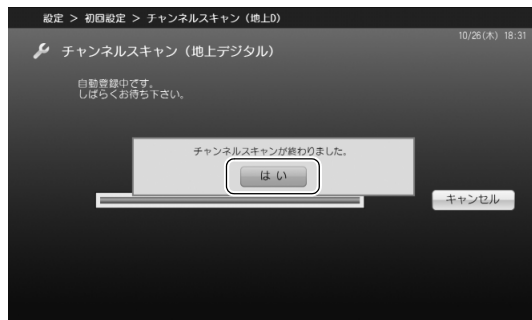 設定 > 初回設定 > チャンネルスキャン（地上D）
10/26(木) 18:31
チャンネルスキャン（地上デジタル）
自動登録中です。
しばらくお待ち下さい。
チャンネルスキャンが終わりました。
はい
キャンセル